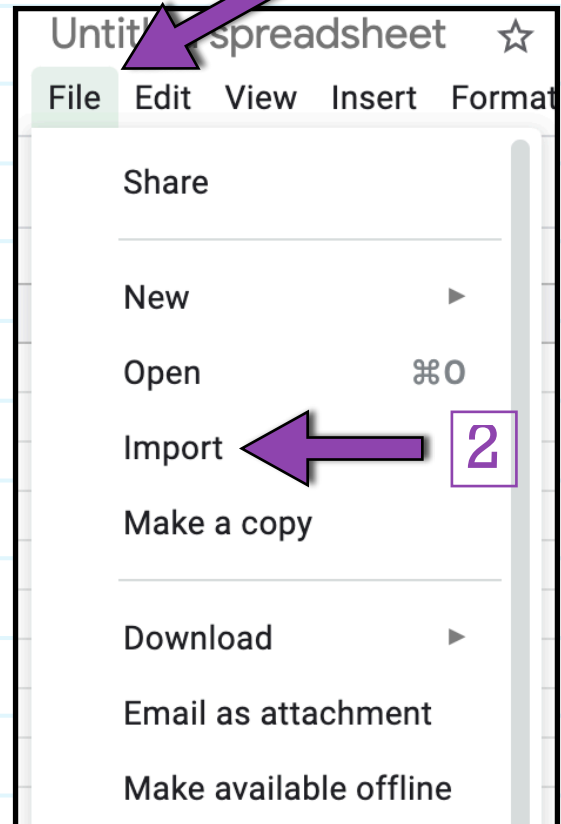 Untitled spreadsheet
File Edit View Insert Format
Share
New
Open ⌘O
Import 2
Make a copy
Download
Email as attachment
Make available offline